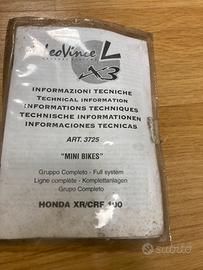 LeoVince
X3
INFORMAZIONI TECNICHE
TECHNICAL INFORMATION
INFORMATIONS TECHNIQUES
TECHNISCHE INFORMATIONEN
INFORMACIONES TECNICAS
ART. 3725
"MINI BIKES"
Gruppo Completo - Full system
Ligne complète - Komplettanlagen
Grupo Completo
HONDA XR/CRF 100
subito